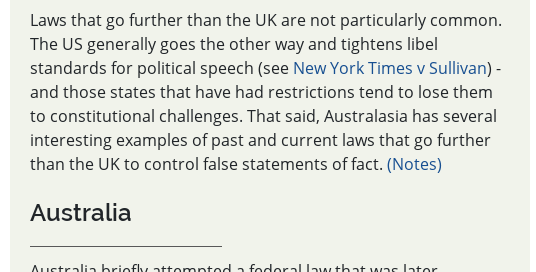 Laws that go further than the UK are not particularly common.
The US generally goes the other way and tightens libel
standards for political speech (see New York Times v Sullivan) -
and those states that have had restrictions tend to lose them
to constitutional challenges. That said, Australasia has several
interesting examples of past and current laws that go further
than the UK to control false statements of fact. (Notes)
Australia
Australia briefly attempted a federal law that was later